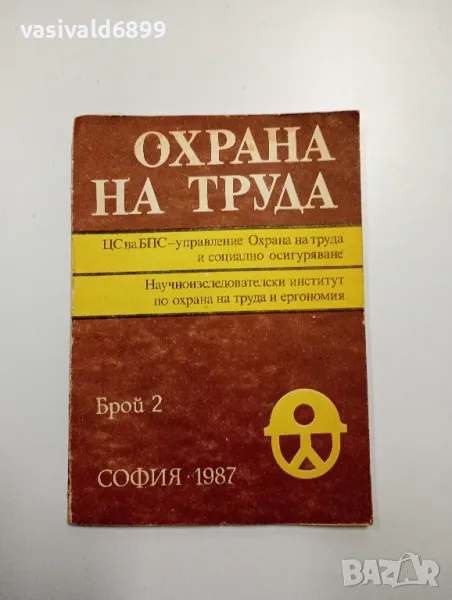 vasivald6899
ОХРАНА
НА ТРУДА
ЦС на БПС – управление Охрана на труда
и социално осигуряване
Научноизследователски институт
по охрана на труда и ергономия
Брой 2
СОФИЯ · 1987
BAZAR